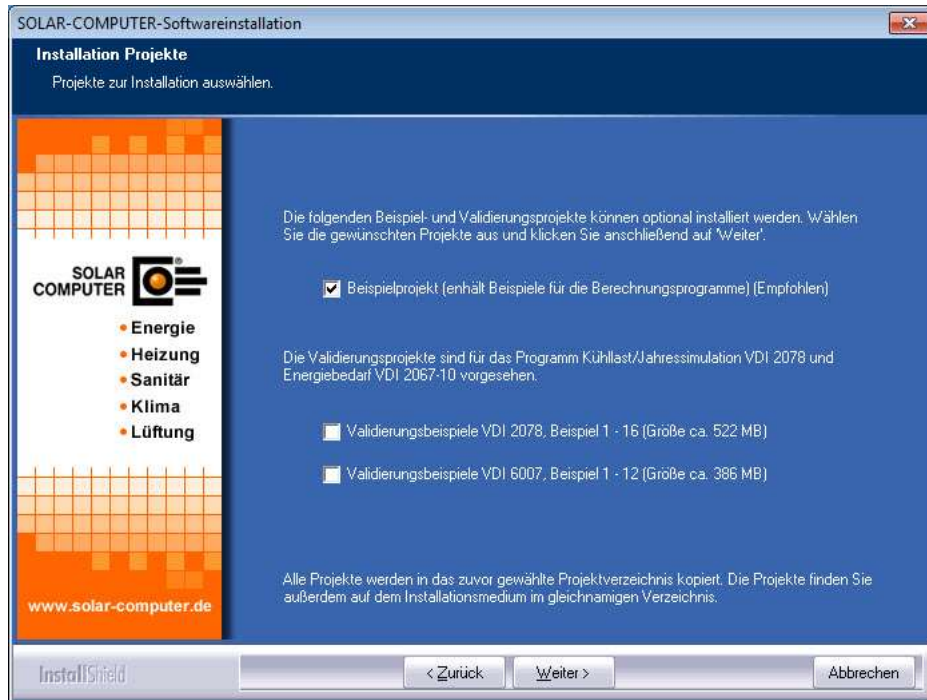 SOLAR-COMPUTER-Softwareinstallation
Installation Projekte
Projekte zur Installation auswählen.
Die folgenden Beispiel- und Validierungsprojekte können optional installiert werden. Wählen
Sie die gewünschten Projekte aus und klicken Sie anschließend auf 'Weiter'.
Beispielprojekt (enhält Beispiele für die Berechnungsprogramme) (Empfohlen)
Die Validierungsprojekte sind für das Programm Kühllast/Jahressimulation VDI 2078 und
Energiebedarf VDI 2067-10 vorgesehen.
Validierungsbeispiele VDI 2078, Beispiel 1 - 16 (Größe ca. 522 MB)
Validierungsbeispiele VDI 6007, Beispiel 1 - 12 (Größe ca. 386 MB)
Alle Projekte werden in das zuvor gewählte Projektverzeichnis kopiert. Die Projekte finden Sie
außerdem auf dem Installationsmedium im gleichnamigen Verzeichnis.
SOLAR
COMPUTER ®
• Energie
• Heizung
• Sanitär
• Klima
• Lüftung
www.solar-computer.de
InstallShield
< Zurück
Weiter >
Abbrechen